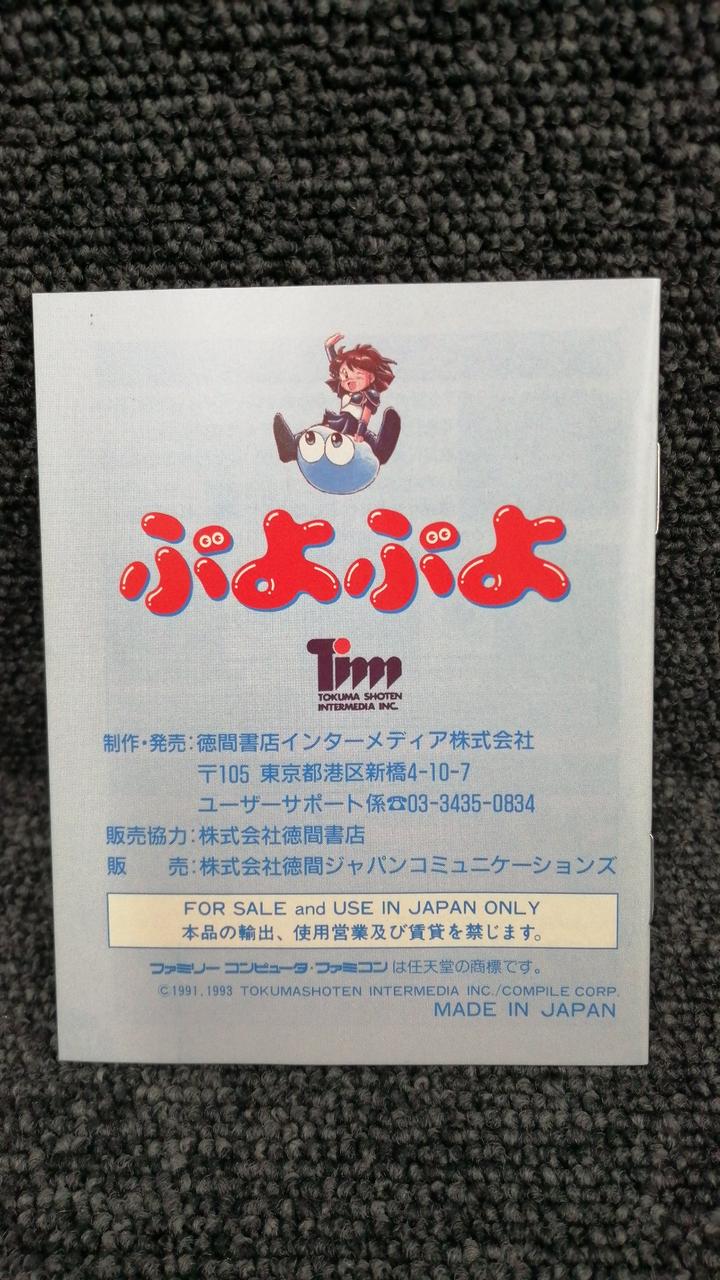 ぷよぷよ
Tim
TOKUMA SHOTEN
INTERMEDIA INC.
制作・発売:徳間書店インターメディア株式会社
〒105 東京都港区新橋4-10-7
ユーザーサポート係☎03-3435-0834
販売協力:株式会社徳間書店
販　売:株式会社徳間ジャパンコミュニケーションズ
FOR SALE and USE IN JAPAN ONLY
本品の輸出、使用営業及び賃貸を禁じます。
ファミリーコンピュータ・ファミコンは任天堂の商標です。
©1991,1993 TOKUMASHOTEN INTERMEDIA INC./COMPILE CORP.
MADE IN JAPAN